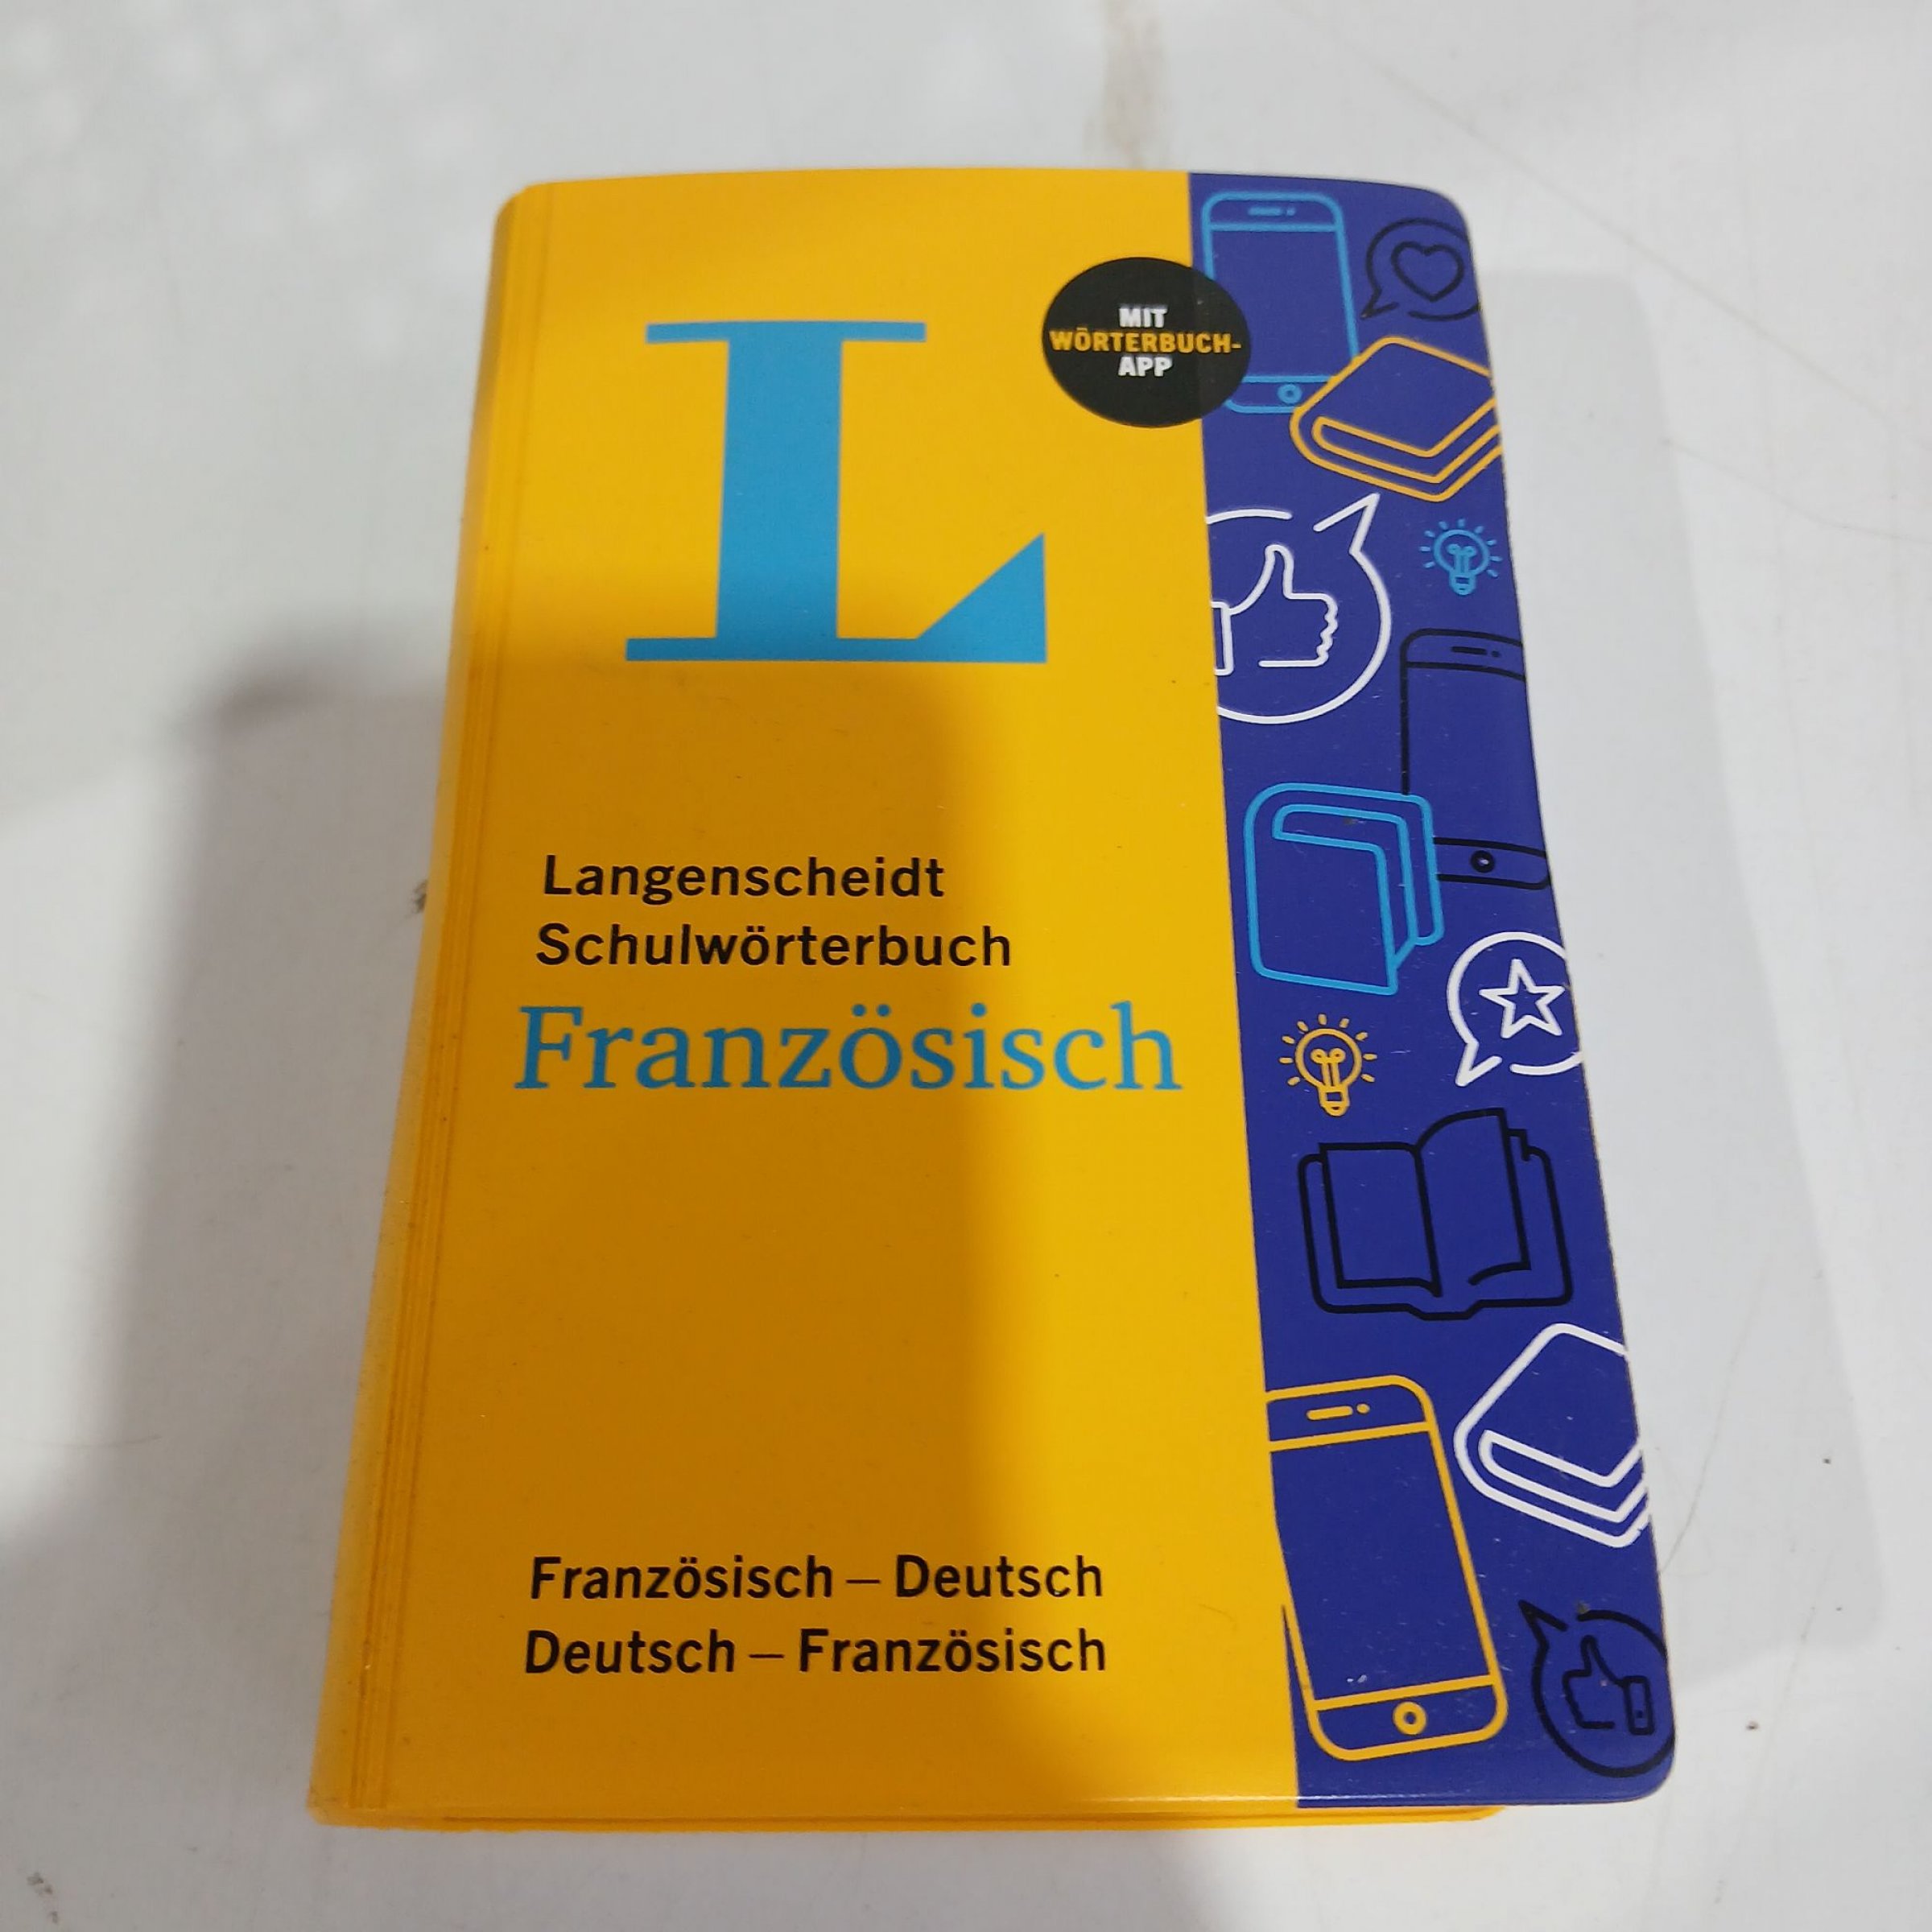 L
MIT
WÖRTERBUCH-
APP
Langenscheidt
Schulwörterbuch
Französisch
Französisch – Deutsch
Deutsch – Französisch